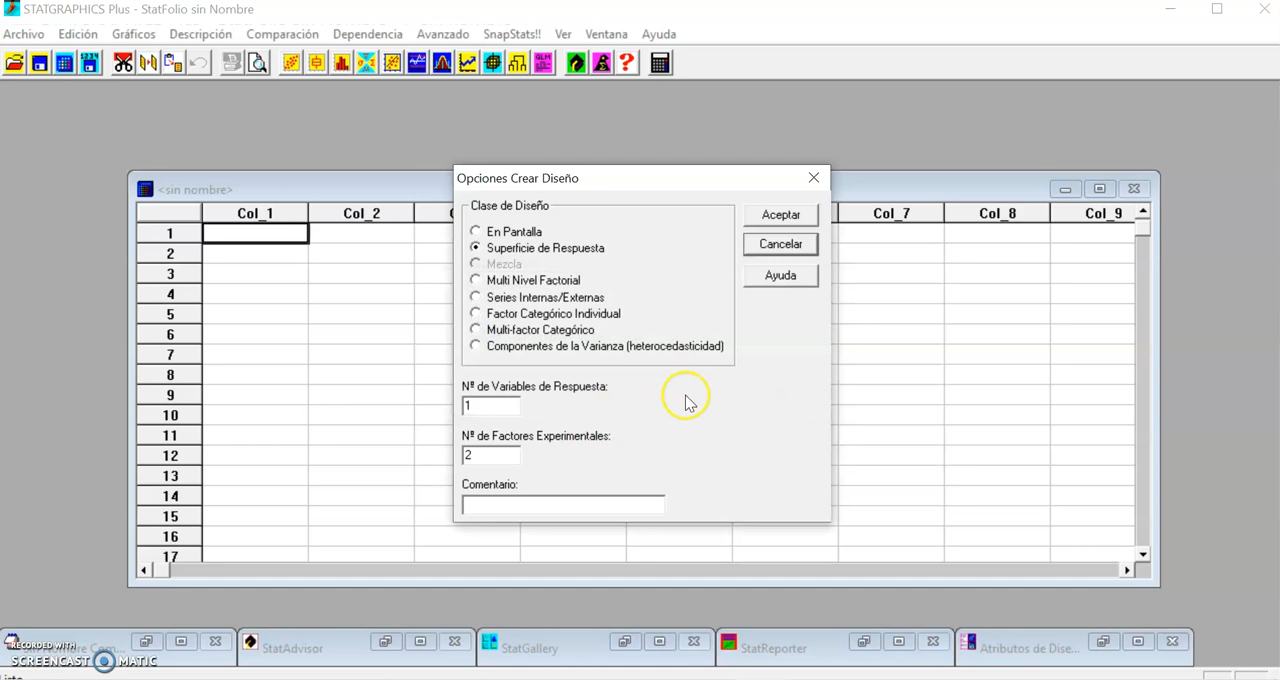 STATGRAPHICS Plus - StatFolio sin Nombre
Archivo Edición Gráficos Descripción Comparación Dependencia Avanzado SnapStats!! Ver Ventana Ayuda
<sin nombre>
Col_1 Col_2 Col_7 Col_8 Col_9
1
2
3
4
5
6
7
8
9
10
11
12
13
14
15
16
17
Opciones Crear Diseño
Clase de Diseño
En Pantalla
Superficie de Respuesta
Mezcla
Multi Nivel Factorial
Series Internas/Externas
Factor Categórico Individual
Multi-factor Categórico
Componentes de la Varianza (heterocedasticidad)
Aceptar
Cancelar
Ayuda
Nº de Variables de Respuesta:
1
Nº de Factores Experimentales:
2
Comentario:
StatAdvisor StatGallery StatReporter Atributos de Dise...
RECORDED WITH
SCREENCAST MATIC